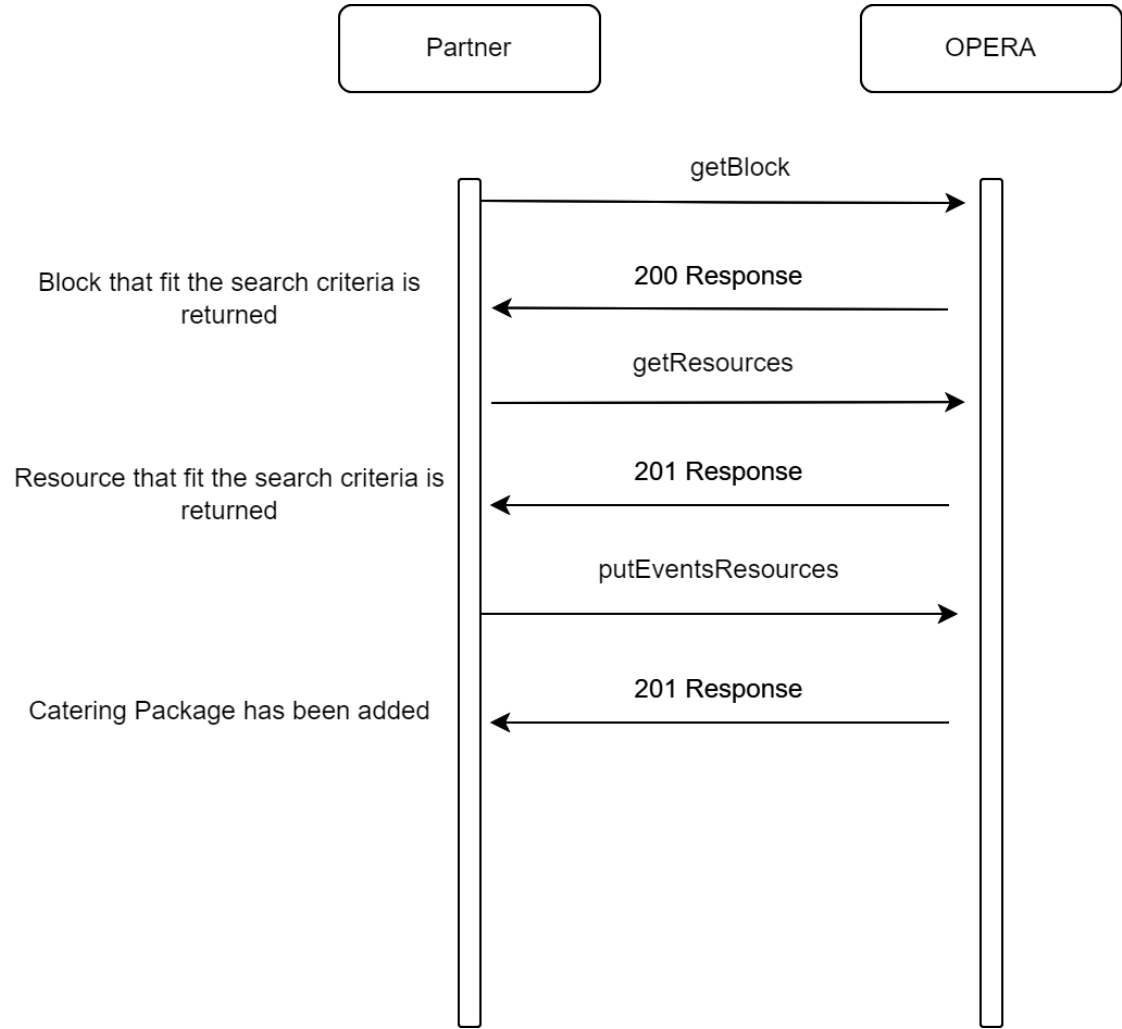 Partner
OPERA
getBlock
Block that fit the search criteria is
returned
200 Response
getResources
Resource that fit the search criteria is
returned
201 Response
putEventsResources
Catering Package has been added
201 Response